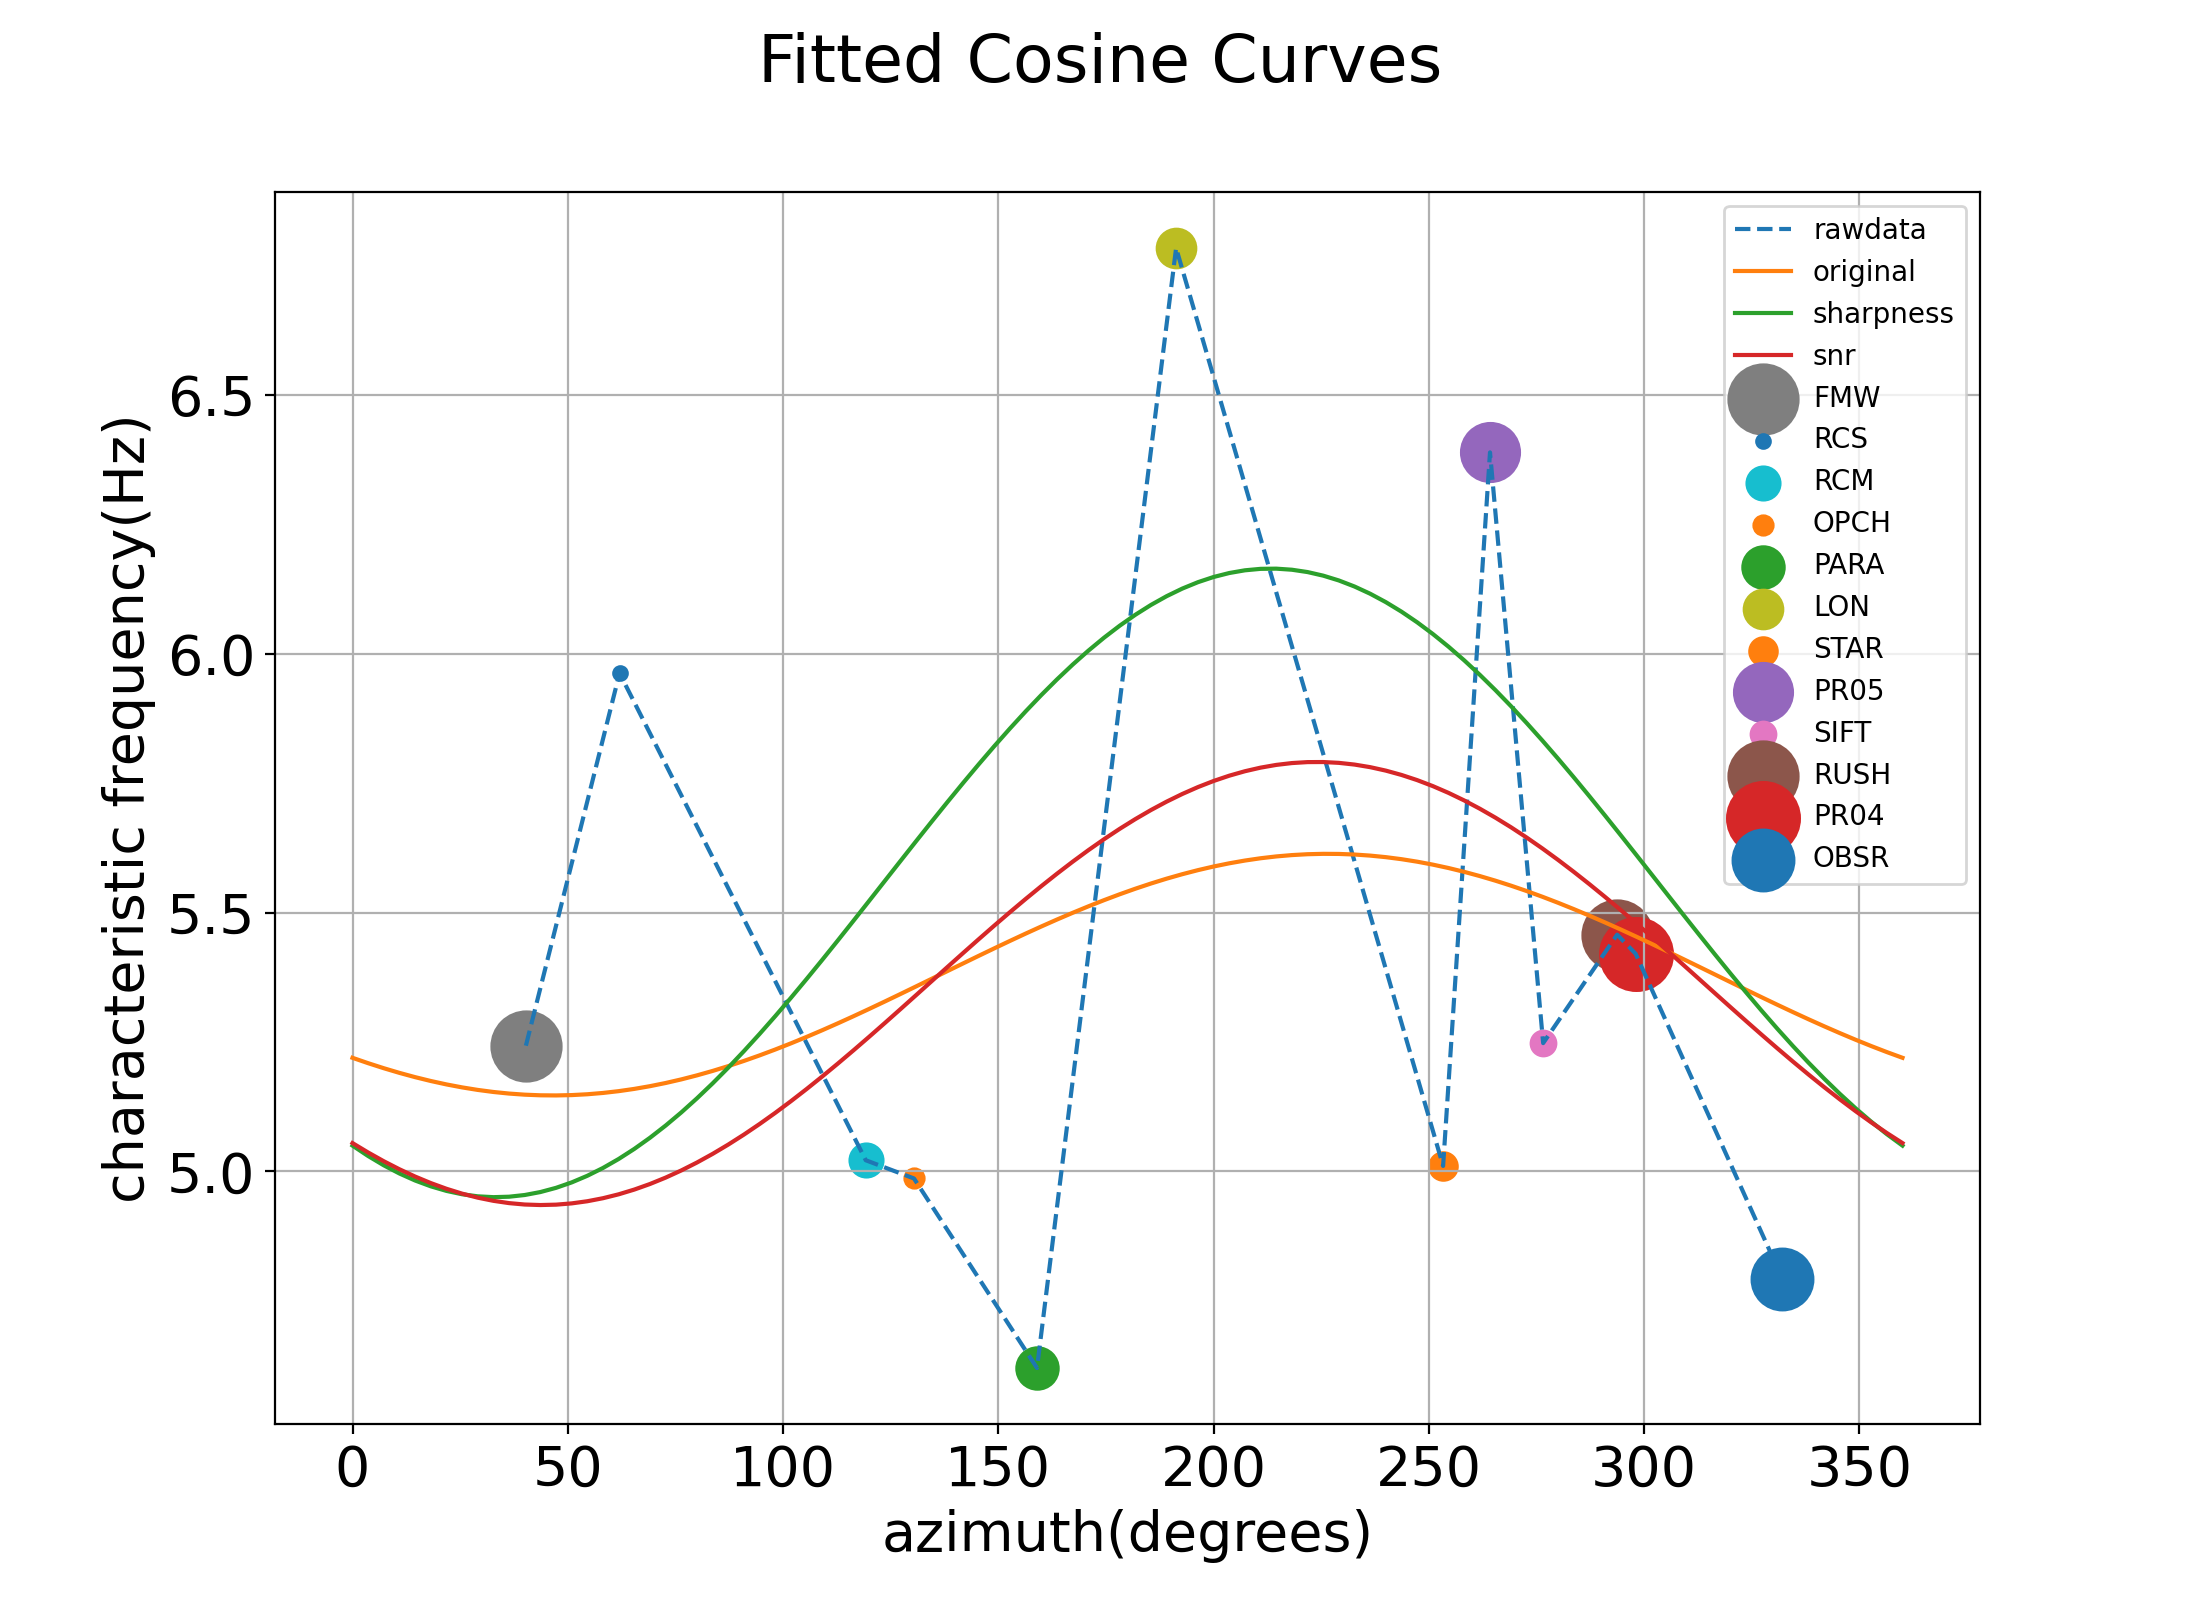 Fitted Cosine Curves
rawdata
original
sharpness
snr
FMW
RCS
RCM
OPCH
PARA
LON
STAR
PR05
SIFT
RUSH
PR04
OBSR
characteristic frequency(Hz)
6.5
6.0
5.5
5.0
0 50 100 150 200 250 300 350
azimuth(degrees)